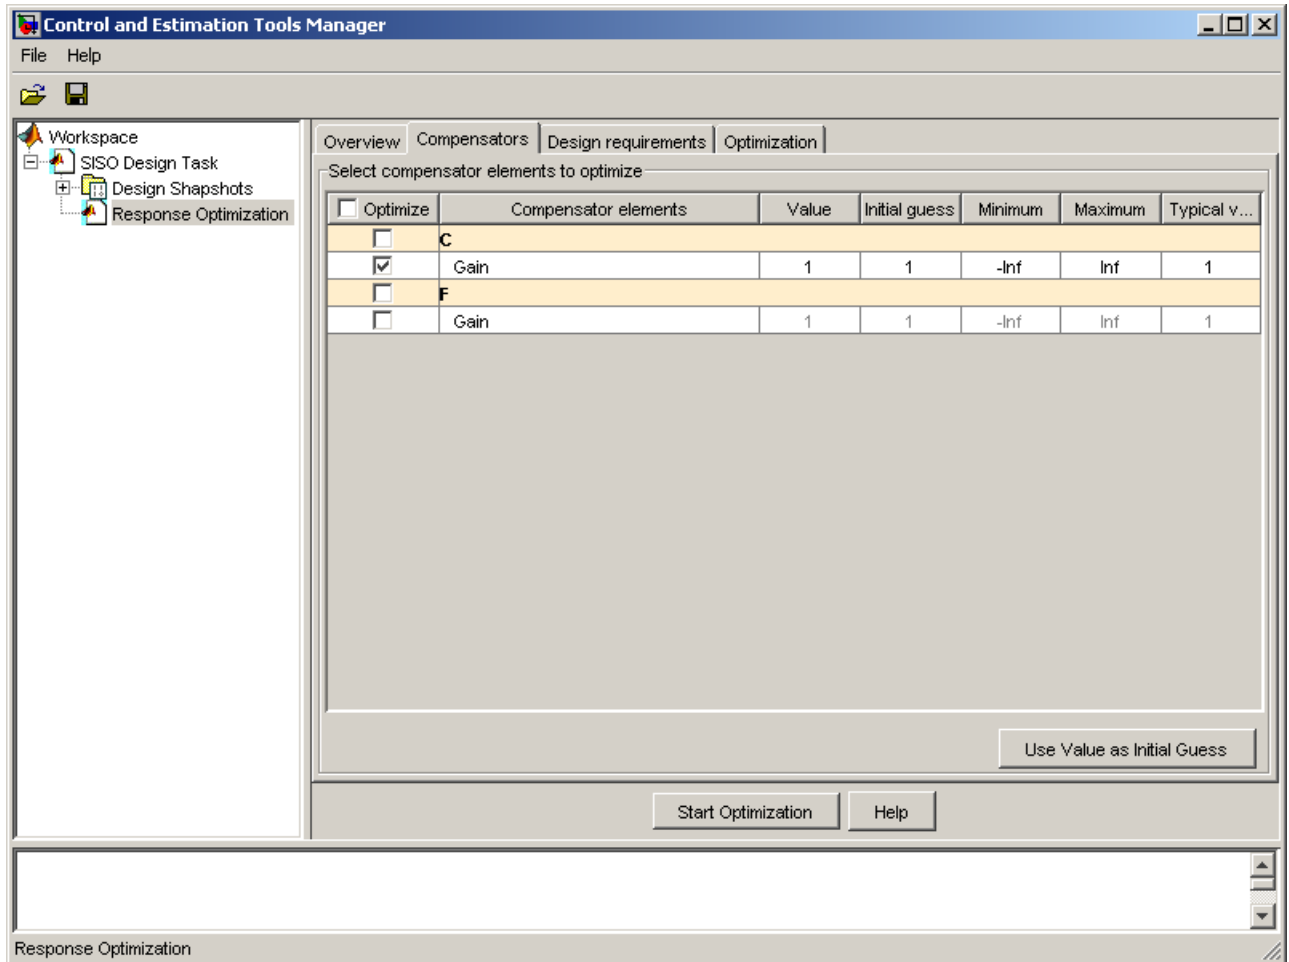 Control and Estimation Tools Manager
File Help
Workspace
SISO Design Task
Design Shapshots
Response Optimization
Overview Compensators Design requirements Optimization
Select compensator elements to optimize
Optimize Compensator elements Value Initial guess Minimum Maximum Typical v...
C
Gain 1 1 -Inf Inf 1
F
Gain 1 1 -Inf Inf 1
Use Value as Initial Guess
Start Optimization Help
Response Optimization